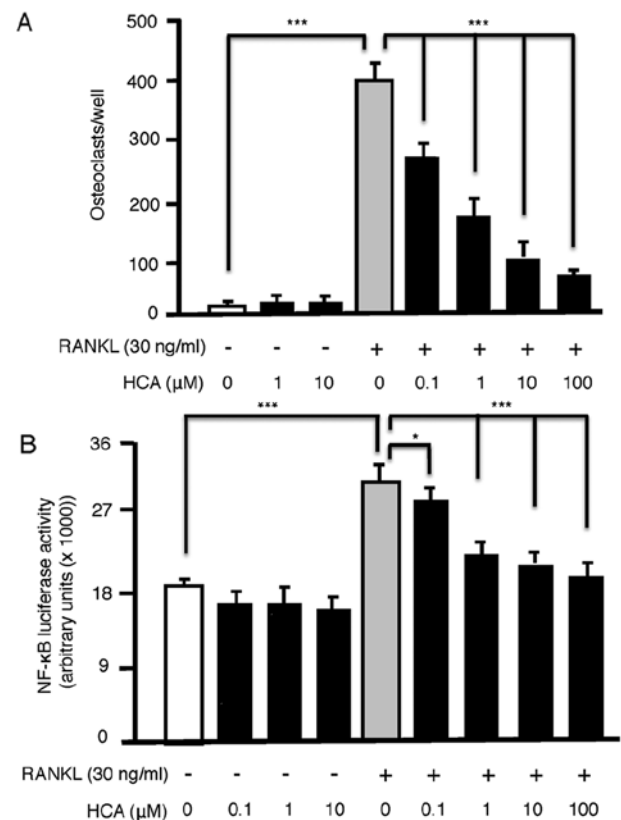 A
500
***
***
400
300
200
100
0
Osteoclasts/well
RANKL (30 ng/ml) - - - + + + + +
HCA (μM) 0 1 10 0 0.1 1 10 100
B
36
***
***
*
27
18
9
0
NF-κB luciferase activity
(arbitrary units (x 1000))
RANKL (30 ng/ml) - - - - + + + + +
HCA (μM) 0 0.1 1 10 0 0.1 1 10 100